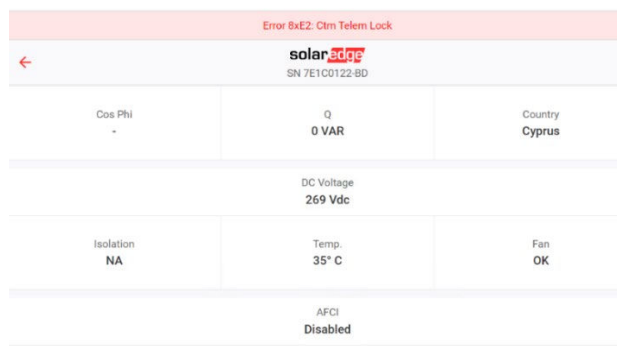 Error 8xE2: Ctrn Telem Lock
solaredge
SN 7E1C0122-BD
Cos Phi
-
Q
0 VAR
Country
Cyprus
DC Voltage
269 Vdc
Isolation
NA
Temp.
35° C
Fan
OK
AFCI
Disabled